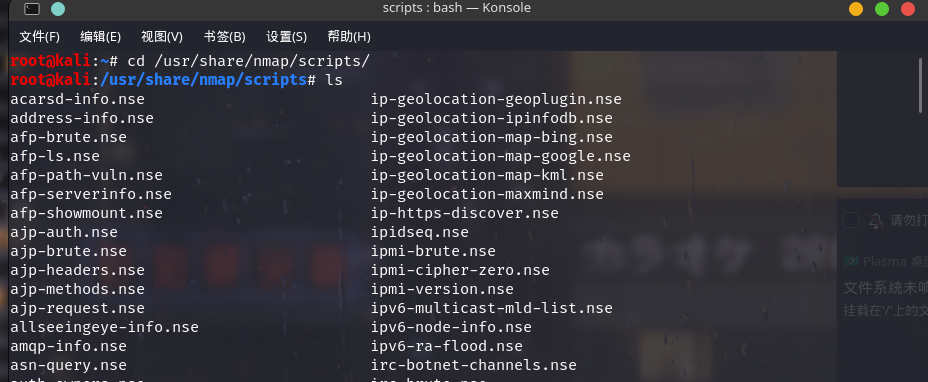 scripts : bash — Konsole
文件(F) 编辑(E) 视图(V) 书签(B) 设置(S) 帮助(H)
root@kali:~# cd /usr/share/nmap/scripts/
root@kali:/usr/share/nmap/scripts# ls
acarsd-info.nse ip-geolocation-geoplugin.nse
address-info.nse ip-geolocation-ipinfodb.nse
afp-brute.nse ip-geolocation-map-bing.nse
afp-ls.nse ip-geolocation-map-google.nse
afp-path-vuln.nse ip-geolocation-map-kml.nse
afp-serverinfo.nse ip-geolocation-maxmind.nse
afp-showmount.nse ip-https-discover.nse
ajp-auth.nse ipidseq.nse
ajp-brute.nse ipmi-brute.nse
ajp-headers.nse ipmi-cipher-zero.nse
ajp-methods.nse ipmi-version.nse
ajp-request.nse ipv6-multicast-mld-list.nse
allseeingeye-info.nse ipv6-node-info.nse
amqp-info.nse ipv6-ra-flood.nse
asn-query.nse irc-botnet-channels.nse
カラオケ
请勿打
Plasma 桌
文件系统未响
挂载在'/'上的文